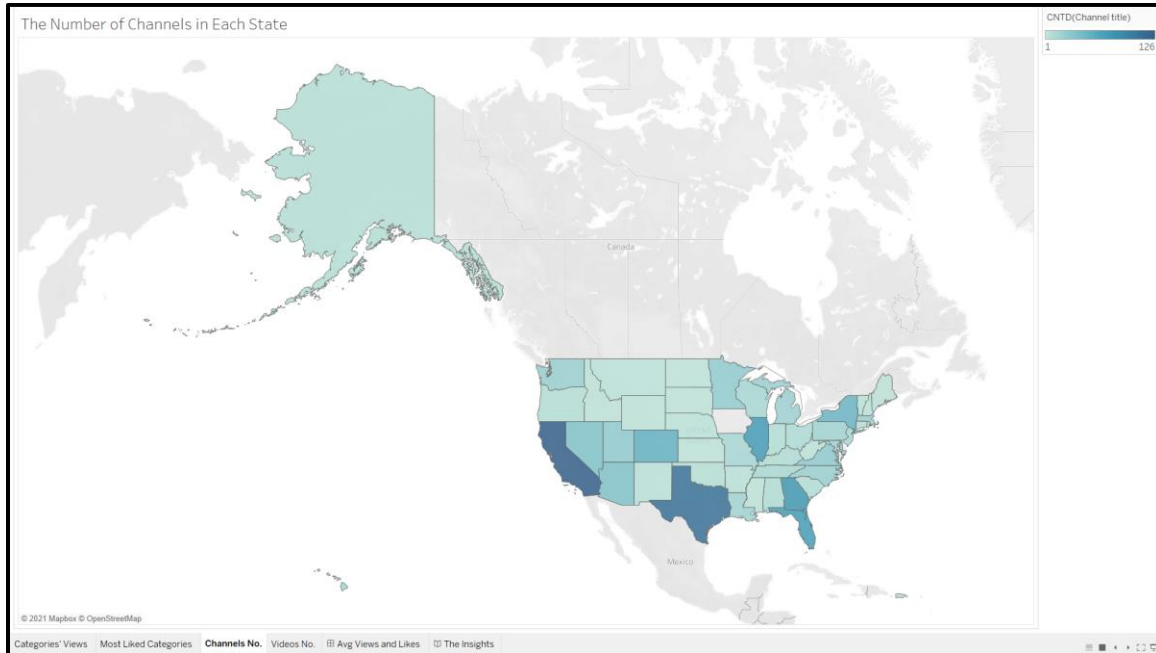 The Number of Channels in Each State
CNTD(Channel title)
1 126
Canada
Mexico
© 2021 Mapbox © OpenStreetMap
Categories' Views Most Liked Categories Channels No. Videos No. Avg Views and Likes The Insights